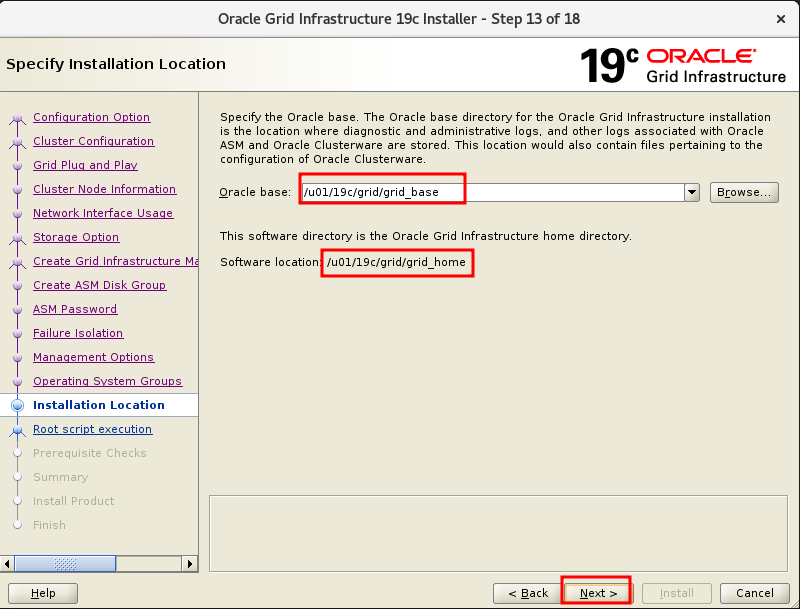 Oracle Grid Infrastructure 19c Installer - Step 13 of 18
×
Specify Installation Location
19c ORACLE
Grid Infrastructure
Configuration Option
Cluster Configuration
Grid Plug and Play
Cluster Node Information
Network Interface Usage
Storage Option
Create Grid Infrastructure Ma
Create ASM Disk Group
ASM Password
Failure Isolation
Management Options
Operating System Groups
Installation Location
Root script execution
Prerequisite Checks
Summary
Install Product
Finish
Specify the Oracle base. The Oracle base directory for the Oracle Grid Infrastructure installation
is the location where diagnostic and administrative logs, and other logs associated with Oracle
ASM and Oracle Clusterware are stored. This location would also contain files pertaining to the
configuration of Oracle Clusterware.
Oracle base: /u01/19c/grid/grid_base Browse...
This software directory is the Oracle Grid Infrastructure home directory.
Software location: /u01/19c/grid/grid_home
Help < Back Next > Install Cancel